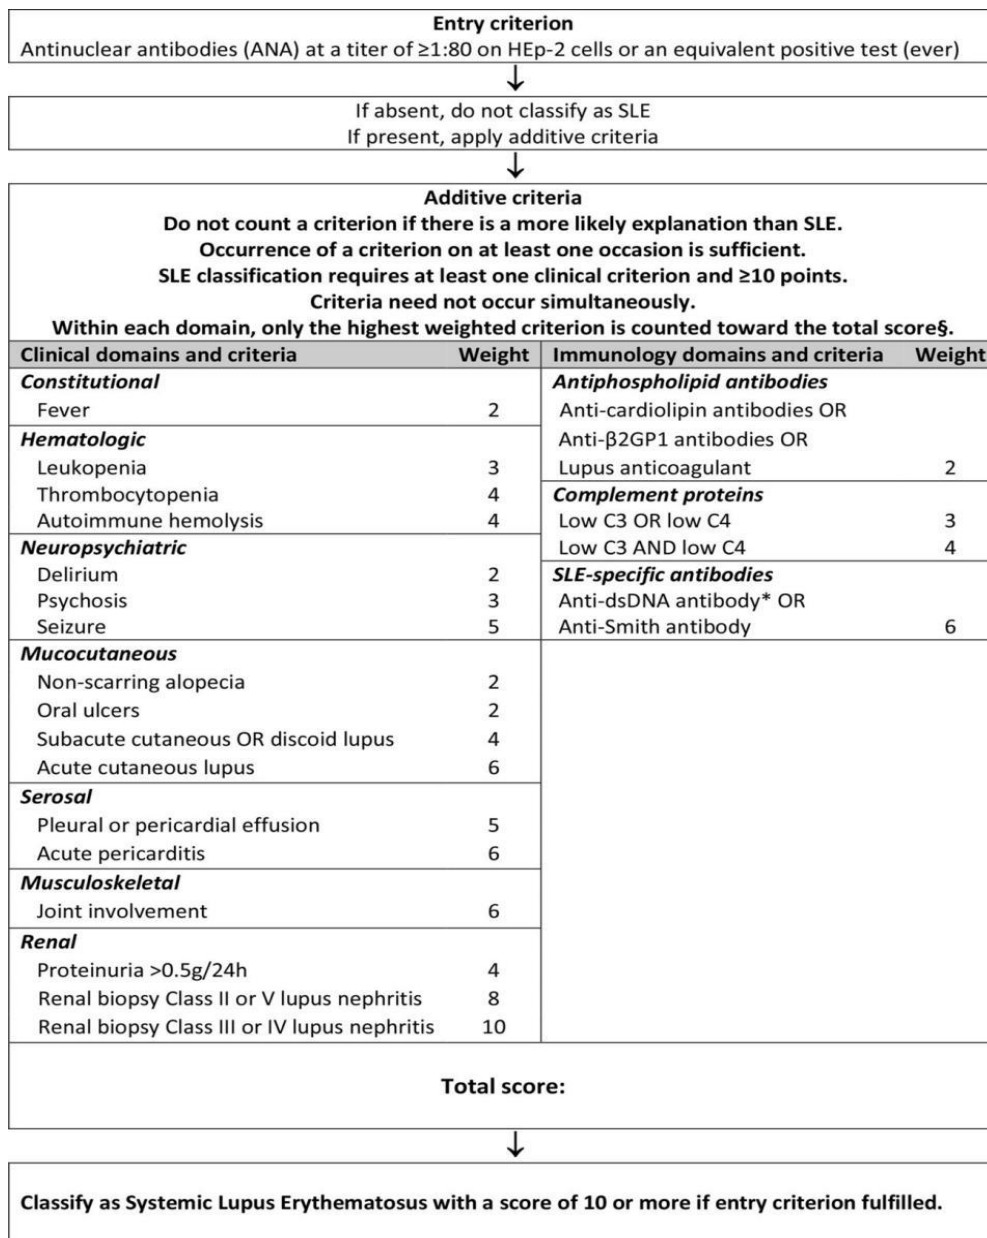 Entry criterion
Antinuclear antibodies (ANA) at a titer of ≥1:80 on HEp-2 cells or an equivalent positive test (ever)
↓
If absent, do not classify as SLE
If present, apply additive criteria
↓
Additive criteria
Do not count a criterion if there is a more likely explanation than SLE.
Occurrence of a criterion on at least one occasion is sufficient.
SLE classification requires at least one clinical criterion and ≥10 points.
Criteria need not occur simultaneously.
Within each domain, only the highest weighted criterion is counted toward the total score§.
Clinical domains and criteria Weight
Constitutional
Fever 2
Hematologic
Leukopenia 3
Thrombocytopenia 4
Autoimmune hemolysis 4
Neuropsychiatric
Delirium 2
Psychosis 3
Seizure 5
Mucocutaneous
Non-scarring alopecia 2
Oral ulcers 2
Subacute cutaneous OR discoid lupus 4
Acute cutaneous lupus 6
Serosal
Pleural or pericardial effusion 5
Acute pericarditis 6
Musculoskeletal
Joint involvement 6
Renal
Proteinuria >0.5g/24h 4
Renal biopsy Class II or V lupus nephritis 8
Renal biopsy Class III or IV lupus nephritis 10
Immunology domains and criteria Weight
Antiphospholipid antibodies
Anti-cardiolipin antibodies OR
Anti-β2GP1 antibodies OR
Lupus anticoagulant 2
Complement proteins
Low C3 OR low C4 3
Low C3 AND low C4 4
SLE-specific antibodies
Anti-dsDNA antibody* OR
Anti-Smith antibody 6
Total score:
↓
Classify as Systemic Lupus Erythematosus with a score of 10 or more if entry criterion fulfilled.